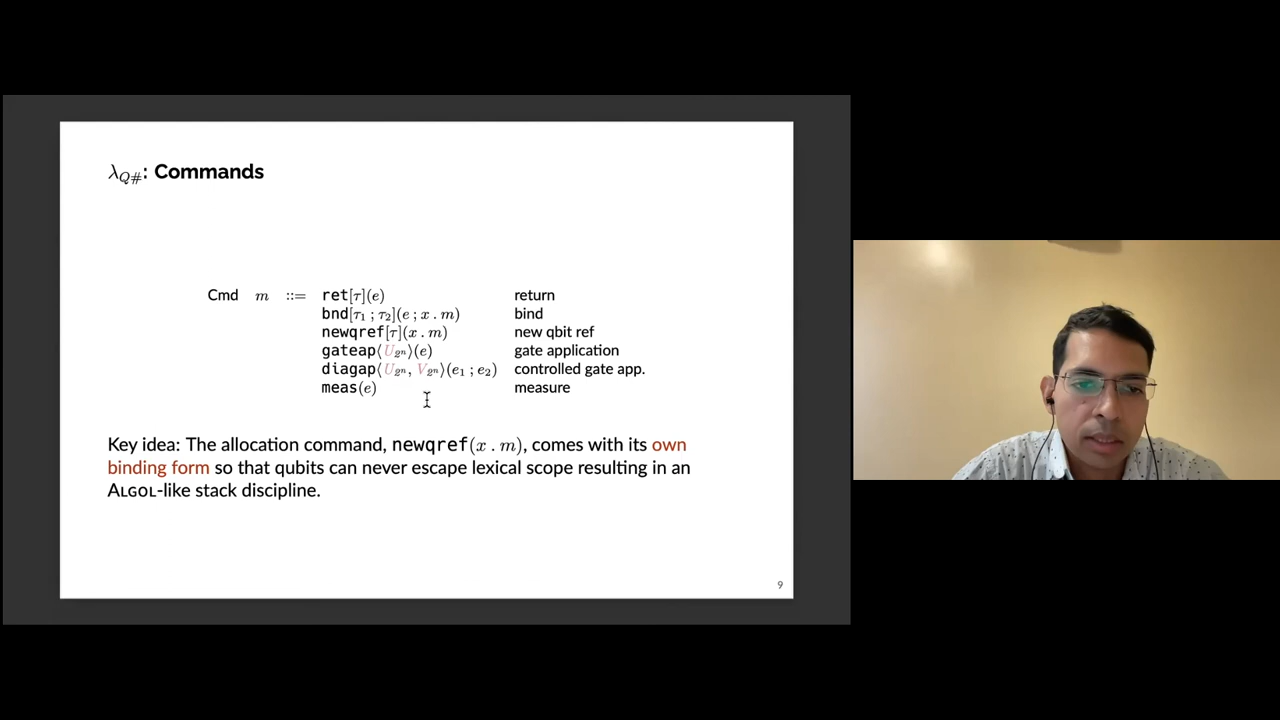 λ_Q#: Commands
Cmd m ::= ret[τ](e) return
bnd[τ₁ ; τ₂](e ; x . m) bind
newqref[τ](x . m) new qbit ref
gateap⟨U₂ⁿ⟩(e) gate application
diagap⟨U₂ⁿ, V₂ⁿ⟩(e₁ ; e₂) controlled gate app.
meas(e) measure
Key idea: The allocation command, newqref(x . m), comes with its own
binding form so that qubits can never escape lexical scope resulting in an
ALGOL-like stack discipline.
9